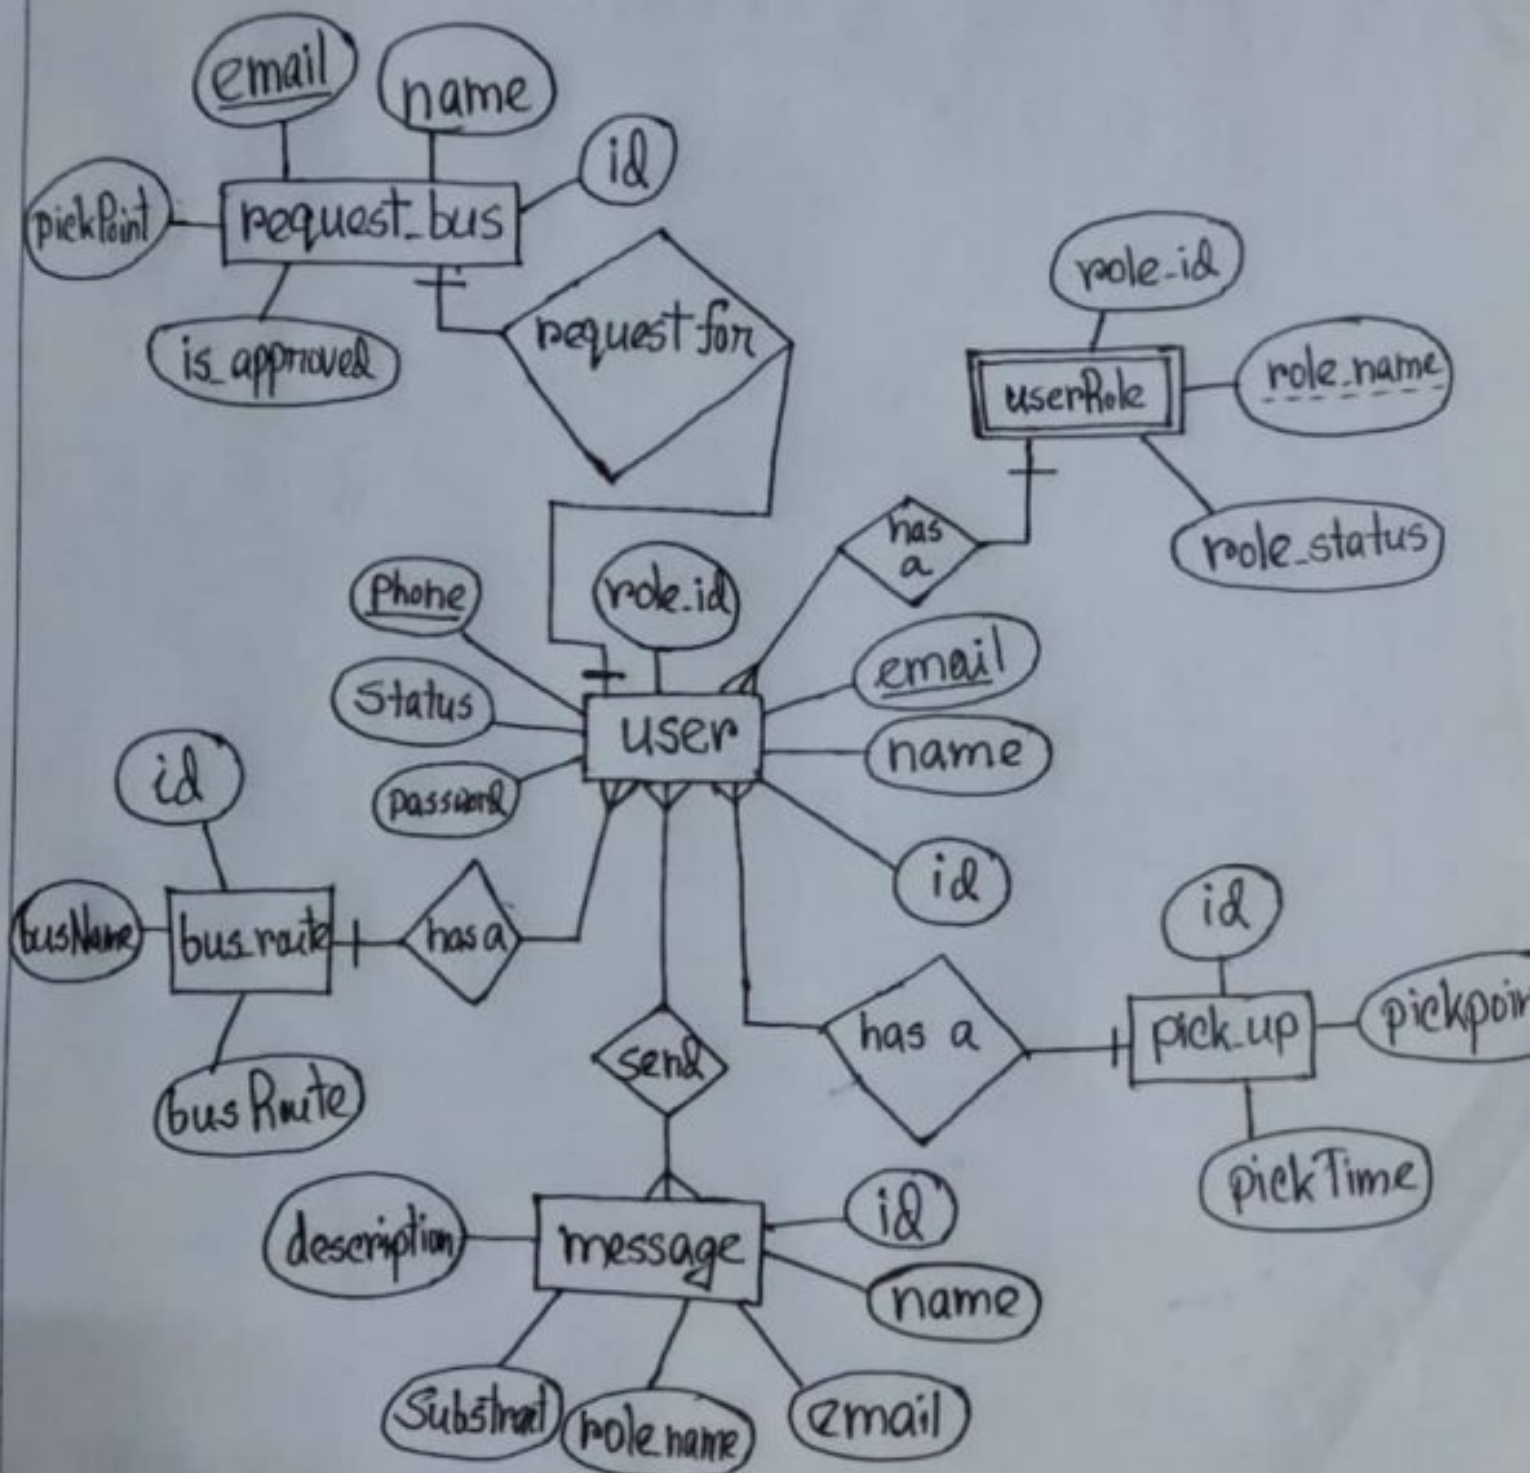 email
name
id
pickPoint
request_bus
is_approved
request for
role_id
userRole
role_name
role_status
has
a
Phone
role_id
Status
user
email
name
password
id
id
busName
bus_route
has a
busRoute
send
has a
id
pick_up
pickpoin
pickTime
description
message
id
name
role name
email